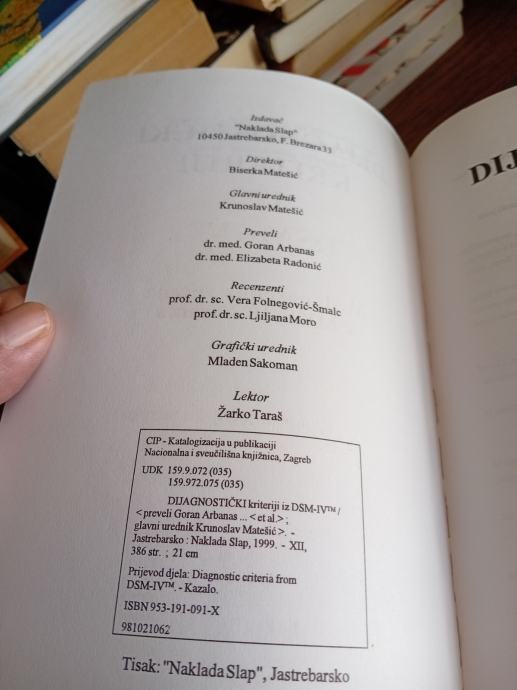 Izdavač
"Naklada Slap"
10450 Jastrebarsko, F. Brezara 33
Direktor
Biserka Matešić
Glavni urednik
Krunoslav Matešić
Preveli
dr. med. Goran Arbanas
dr. med. Elizabeta Radonić
Recenzenti
prof. dr. sc. Vera Folnegović-Šmalc
prof. dr. sc. Ljiljana Moro
Grafički urednik
Mladen Sakoman
Lektor
Žarko Taraš
CIP - Katalogizacija u publikaciji
Nacionalna i sveučilišna knjižnica, Zagreb
UDK 159.9.072 (035)
159.972.075 (035)
DIJAGNOSTIČKI kriteriji iz DSM-IV™ /
< preveli Goran Arbanas ... < et al.> ;
glavni urednik Krunoslav Matešić >. -
Jastrebarsko : Naklada Slap, 1999. - XII,
386 str. ; 21 cm
Prijevod djela: Diagnostic criteria from
DSM-IV™. - Kazalo.
ISBN 953-191-091-X
981021062
Tisak: "Naklada Slap", Jastrebarsko
DIJ